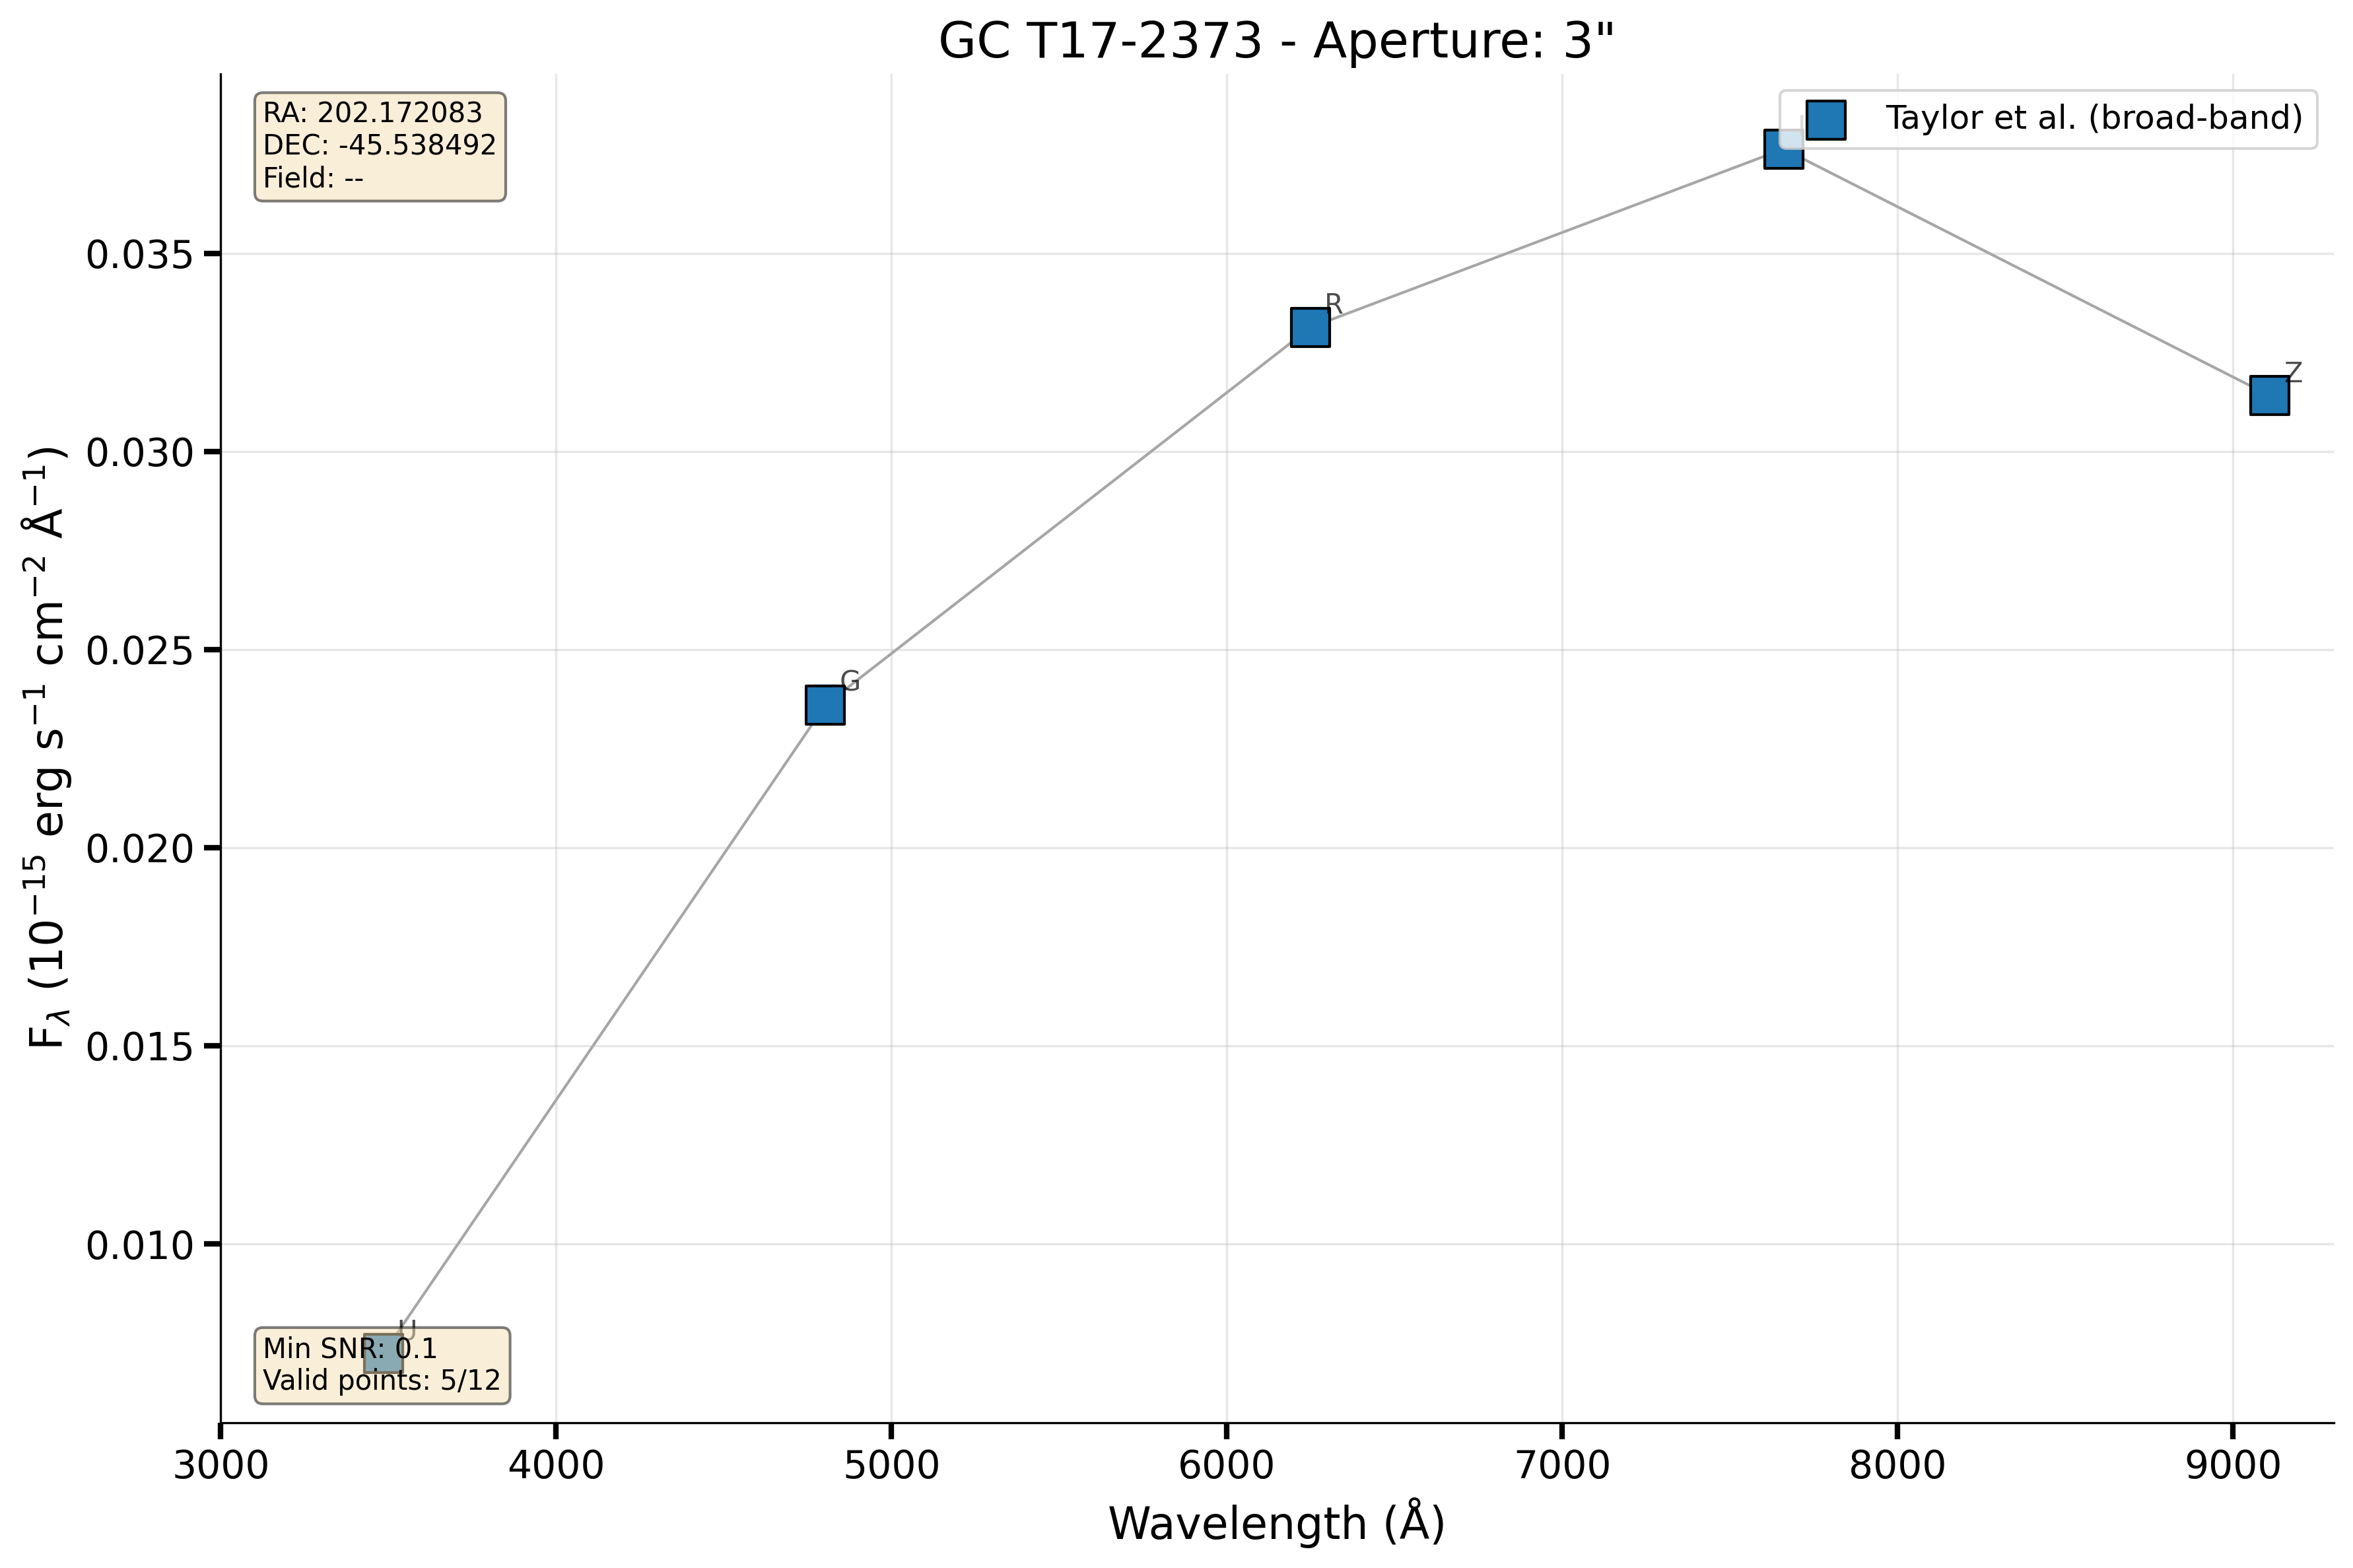 GC T17-2373 - Aperture: 3"
RA: 202.172083
DEC: -45.538492
Field: --
Taylor et al. (broad-band)
R
Z
G
U
Min SNR: 0.1
Valid points: 5/12
0.035
0.030
0.025
0.020
0.015
0.010
F_λ (10⁻¹⁵ erg s⁻¹ cm⁻² Å⁻¹)
3000 4000 5000 6000 7000 8000 9000
Wavelength (Å)